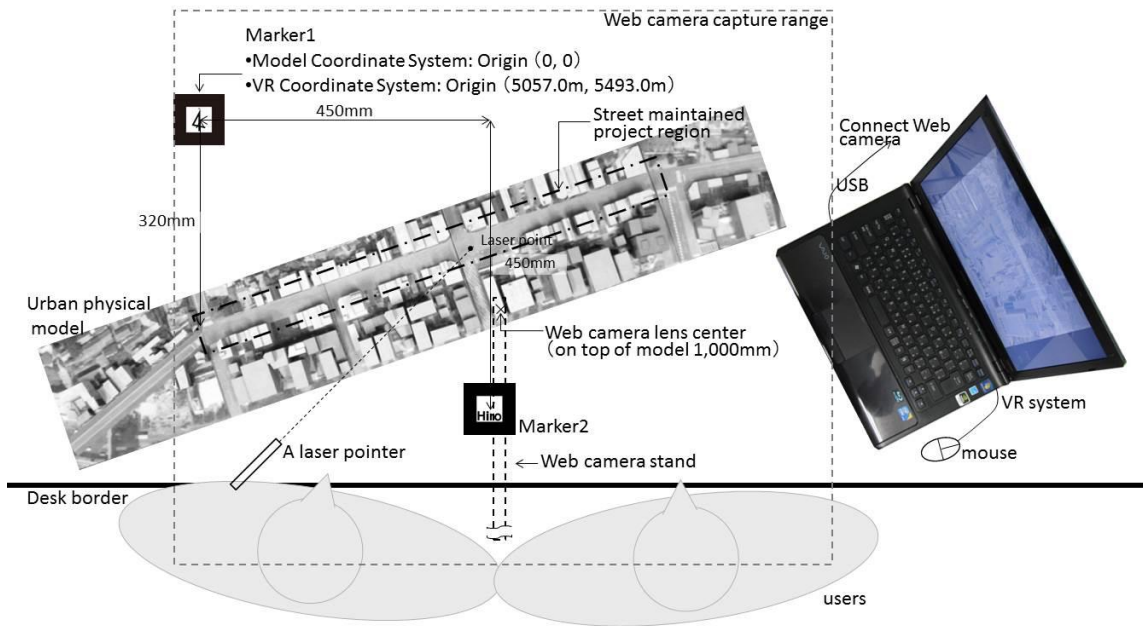 Web camera capture range
Marker1
•Model Coordinate System: Origin (0, 0)
•VR Coordinate System: Origin (5057.0m, 5493.0m)
4
450mm
Street maintained
project region
Connect Web
camera
USB
320mm
Laser point
450mm
Urban physical
model
Web camera lens center
(on top of model 1,000mm)
Hiro
Marker2
VR system
mouse
A laser pointer
Web camera stand
Desk border
users